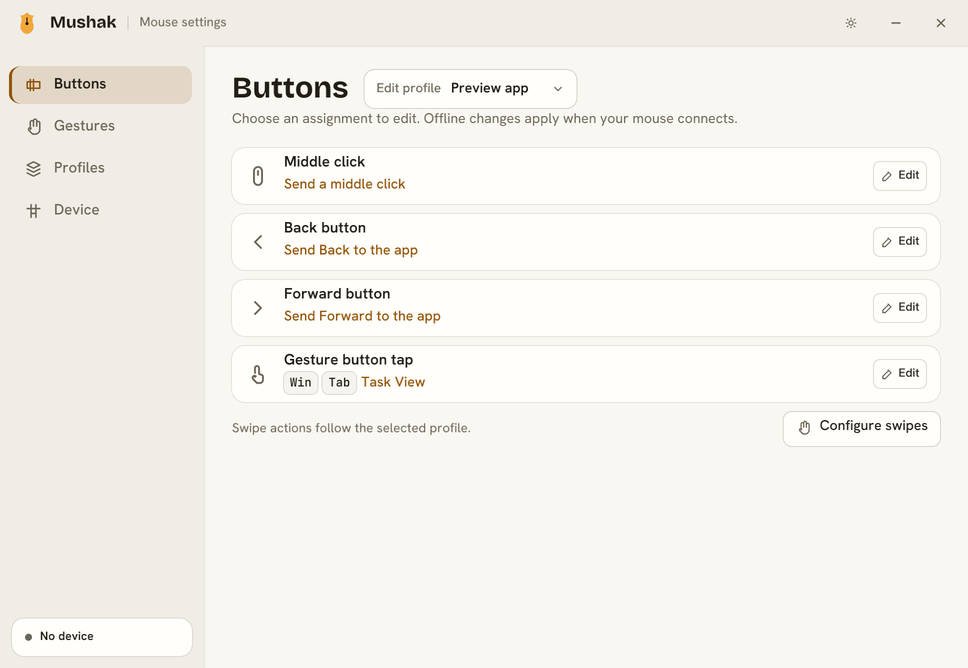 Mushak | Mouse settings
Buttons
Gestures
Profiles
Device
No device
Buttons Edit profile Preview app
Choose an assignment to edit. Offline changes apply when your mouse connects.
Middle click
Send a middle click
Edit
Back button
Send Back to the app
Edit
Forward button
Send Forward to the app
Edit
Gesture button tap
Win Tab Task View
Edit
Swipe actions follow the selected profile.
Configure swipes